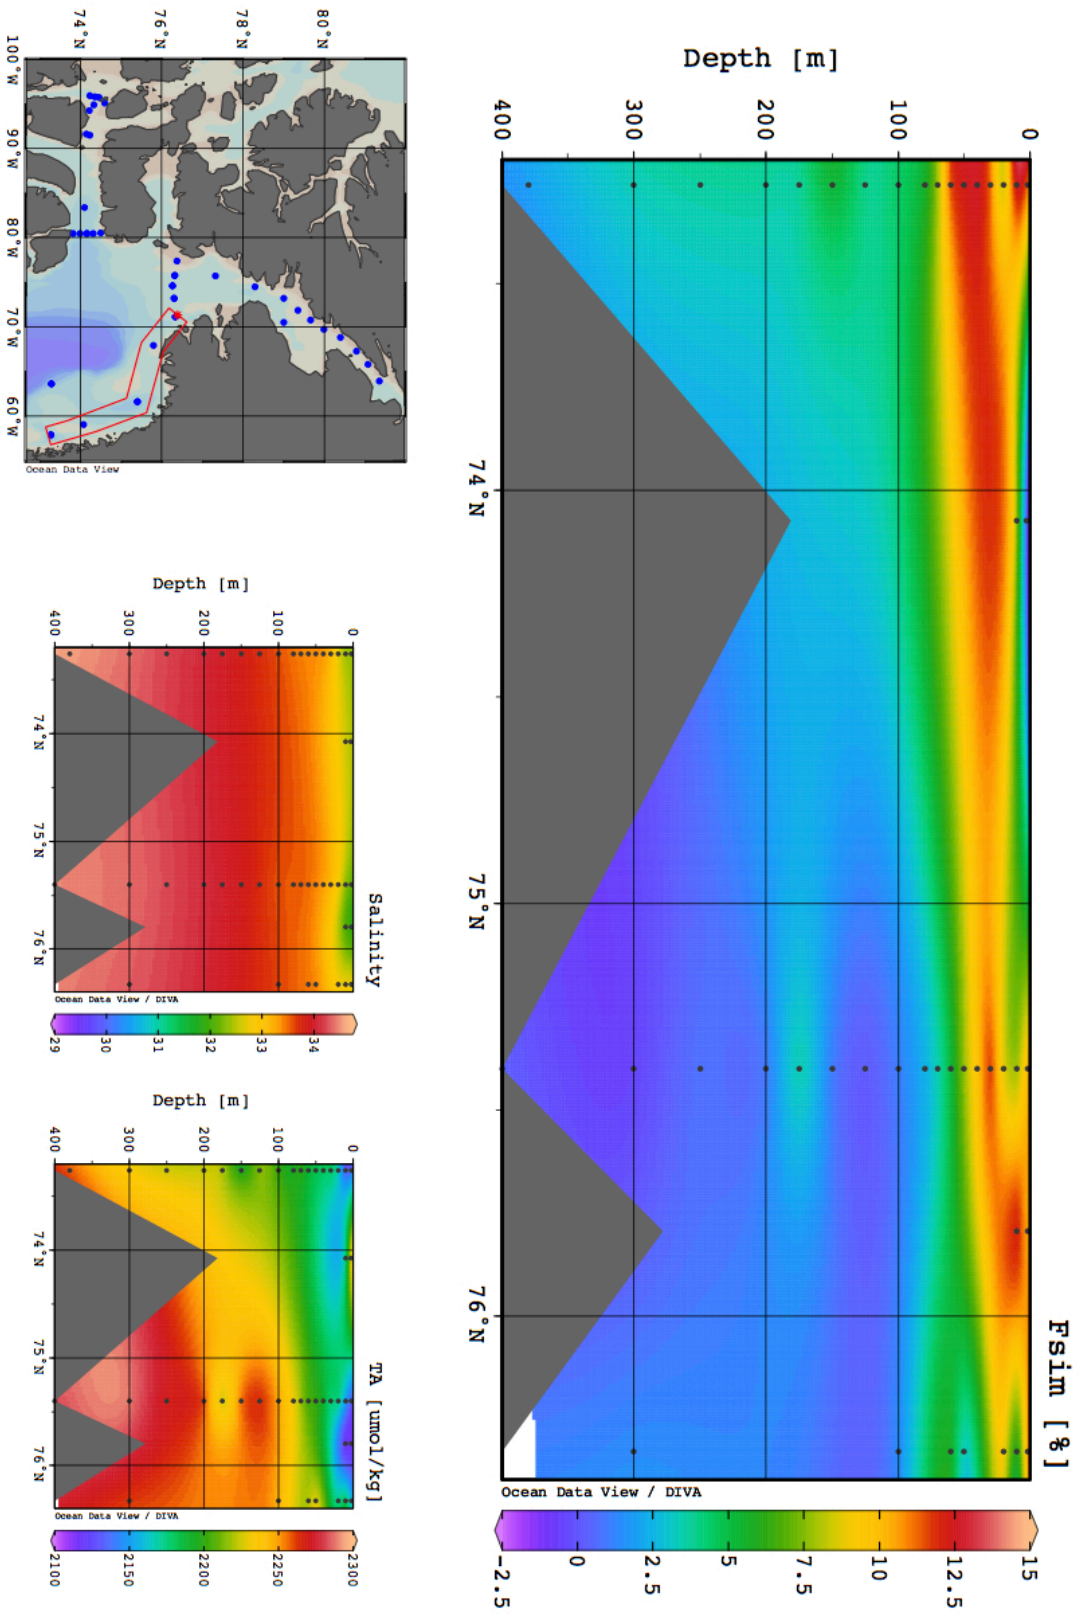 Fsim [%]
Depth [m]
0
100
200
300
400
74°N
75°N
76°N
Ocean Data View / DIVA
-2.5
0
2.5
5
7.5
10
12.5
15
80°N
78°N
76°N
74°N
100°W
90°W
80°W
70°W
60°W
Ocean Data View
Salinity
Depth [m]
0
100
200
300
400
74°N
75°N
76°N
Ocean Data View / DIVA
29
30
31
32
33
34
TA [umol/kg]
Depth [m]
0
100
200
300
400
74°N
75°N
76°N
Ocean Data View / DIVA
2100
2150
2200
2250
2300